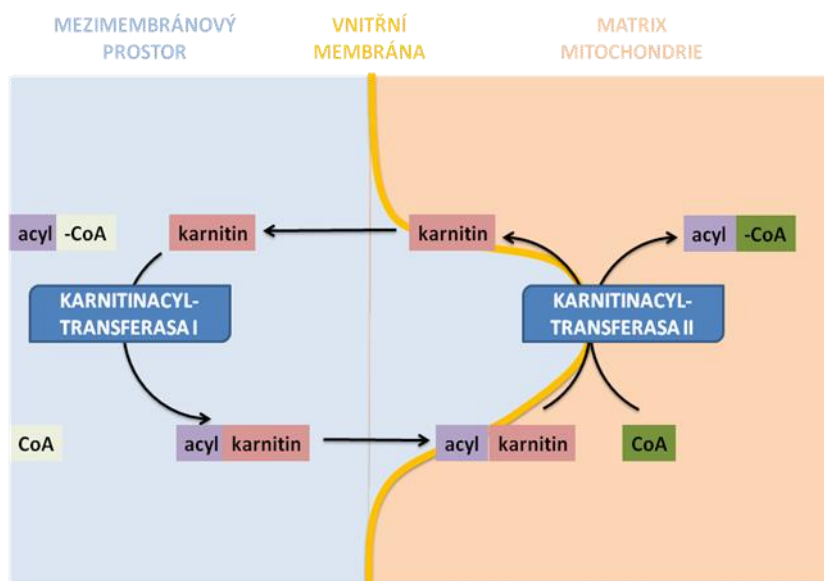 MEZIMEMBRÁNOVÝ
PROSTOR
VNITŘNÍ
MEMBRÁNA
MATRIX
MITOCHONDRIE
acyl -CoA
karnitin
karnitin
acyl -CoA
KARNITINACYL-
TRANSFERASA I
KARNITINACYL-
TRANSFERASA II
CoA
acyl karnitin
acyl karnitin
CoA